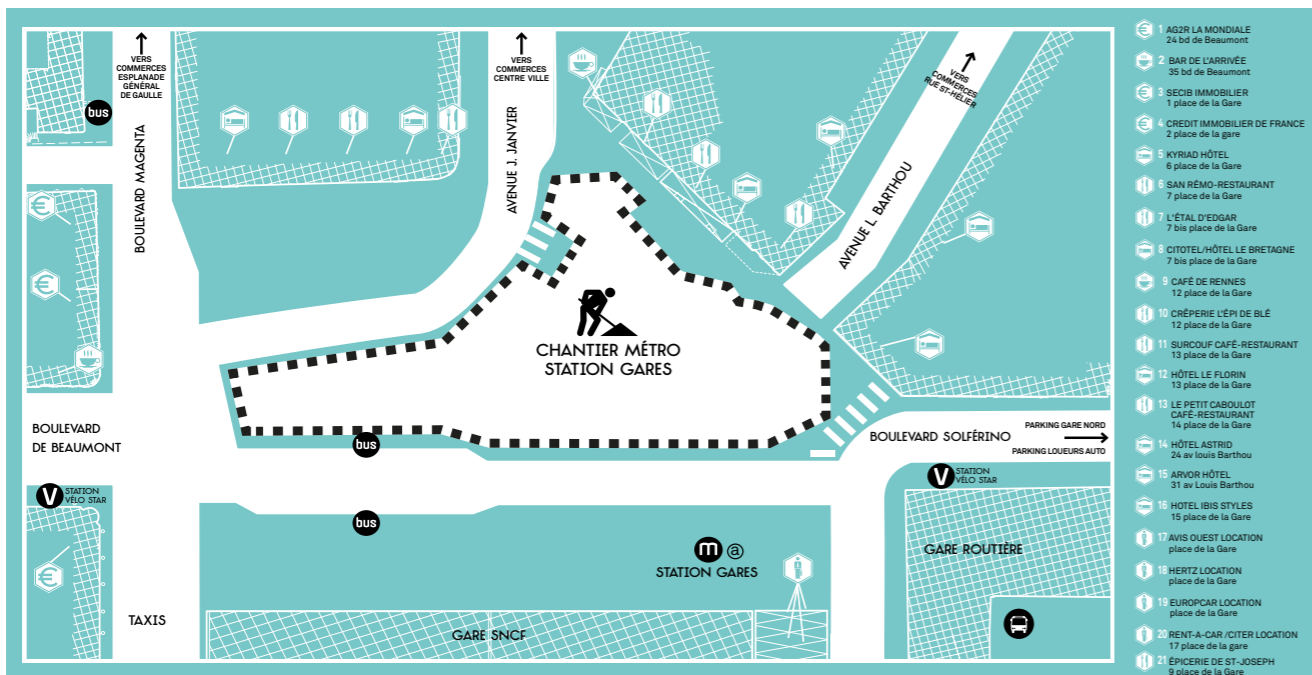 VERS
COMMERCES
ESPLANADE
GÉNÉRAL
DE GAULLE
bus
BOULEVARD MAGENTA
VERS
COMMERCES
CENTRE VILLE
AVENUE J. JANVIER
VERS
COMMERCES
RUE ST-HÉLIER
AVENUE L. BARTHOU
CHANTIER MÉTRO
STATION GARES
BOULEVARD
DE BEAUMONT
bus
BOULEVARD SOLFÉRINO
PARKING GARE NORD
PARKING LOUEURS AUTO
V STATION
VÉLO STAR
V STATION
VÉLO STAR
bus
m @
STATION GARES
GARE ROUTIÈRE
TAXIS
GARE SNCF
1 AG2R LA MONDIALE
24 bd de Beaumont
2 BAR DE L'ARRIVÉE
35 bd de Beaumont
3 SECIB IMMOBILIER
1 place de la Gare
4 CREDIT IMMOBILIER DE FRANCE
2 place de la gare
5 KYRIAD HÔTEL
6 place de la Gare
6 SAN RÉMO-RESTAURANT
7 place de la Gare
7 L'ÉTAL D'EDGAR
7 bis place de la Gare
8 CITOTEL/HÔTEL LE BRETAGNE
7 bis place de la Gare
9 CAFÉ DE RENNES
12 place de la Gare
10 CRÊPERIE L'ÉPI DE BLÉ
12 place de la Gare
11 SURCOUF CAFÉ-RESTAURANT
13 place de la Gare
12 HÔTEL LE FLORIN
13 place de la Gare
13 LE PETIT CABOULOT
CAFÉ-RESTAURANT
14 place de la Gare
14 HÔTEL ASTRID
24 av louis Barthou
15 ARVOR HÔTEL
31 av Louis Barthou
16 HOTEL IBIS STYLES
15 place de la Gare
17 AVIS OUEST LOCATION
place de la Gare
18 HERTZ LOCATION
place de la Gare
19 EUROPCAR LOCATION
place de la Gare
20 RENT-A-CAR /CITER LOCATION
17 place de la gare
21 ÉPICERIE DE ST-JOSEPH
9 place de la Gare